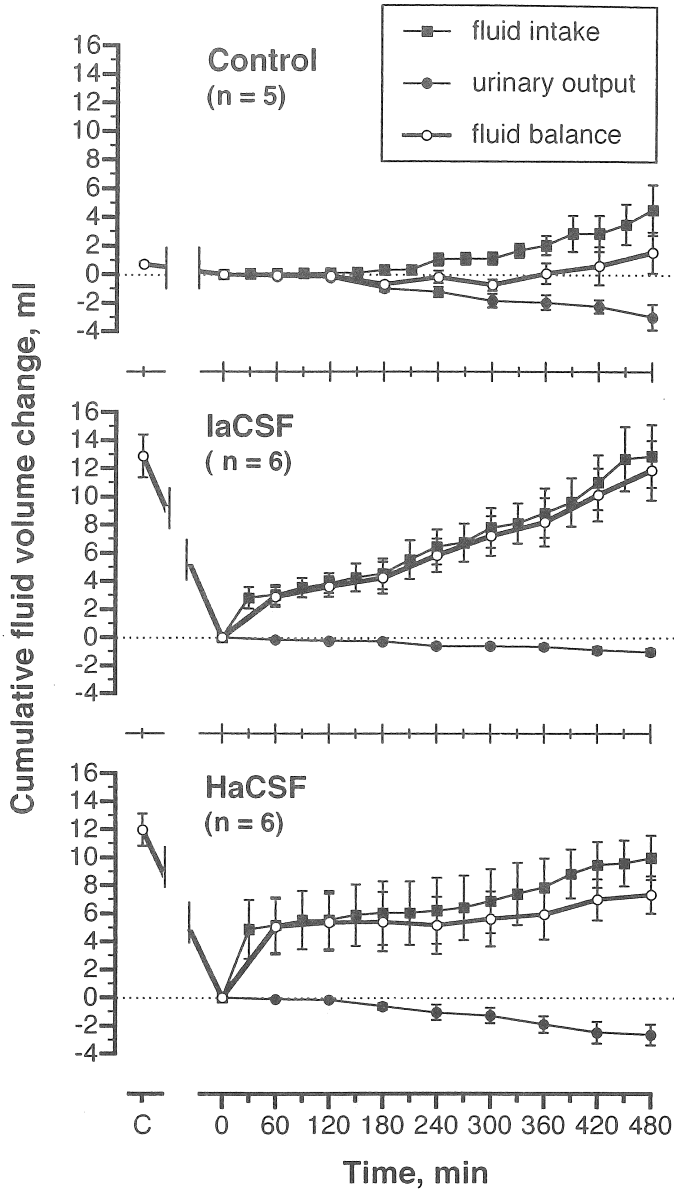 fluid intake
urinary output
fluid balance
Control
(n = 5)
16
14
12
10
8
6
4
2
0
-2
-4
Cumulative fluid volume change, ml
IaCSF
( n = 6)
16
14
12
10
8
6
4
2
0
-2
-4
HaCSF
(n = 6)
16
14
12
10
8
6
4
2
0
-2
-4
C 0 60 120 180 240 300 360 420 480
Time, min